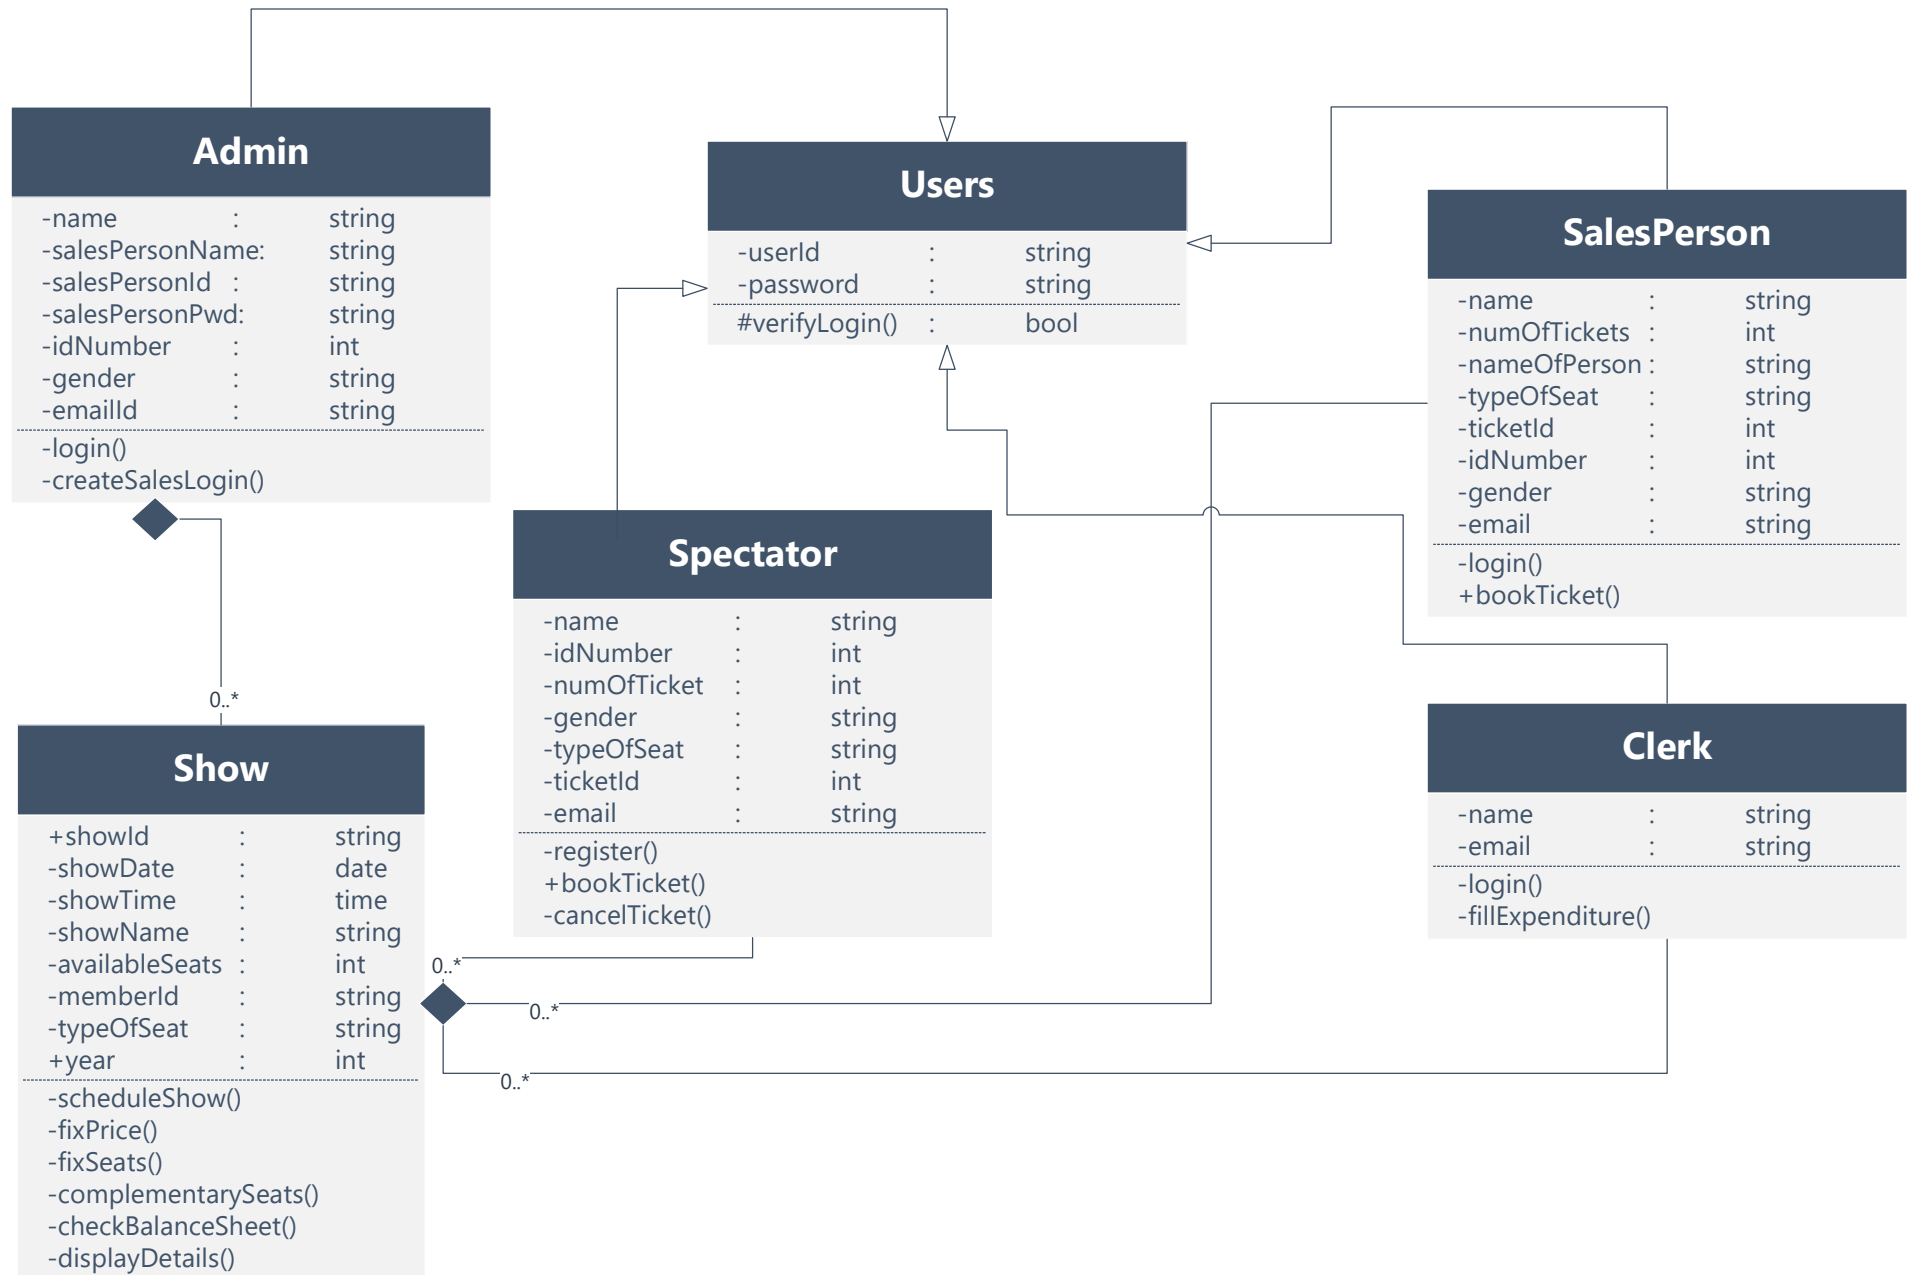 Admin
-name : string
-salesPersonName: string
-salesPersonId : string
-salesPersonPwd: string
-idNumber : int
-gender : string
-emailId : string
-login()
-createSalesLogin()
Users
-userId : string
-password : string
#verifyLogin() : bool
SalesPerson
-name : string
-numOfTickets : int
-nameOfPerson : string
-typeOfSeat : string
-ticketId : int
-idNumber : int
-gender : string
-email : string
-login()
+bookTicket()
Spectator
-name : string
-idNumber : int
-numOfTicket : int
-gender : string
-typeOfSeat : string
-ticketId : int
-email : string
-register()
+bookTicket()
-cancelTicket()
0..*
Show
+showId : string
-showDate : date
-showTime : time
-showName : string
-availableSeats : int
-memberId : string
-typeOfSeat : string
+year : int
-scheduleShow()
-fixPrice()
-fixSeats()
-complementarySeats()
-checkBalanceSheet()
-displayDetails()
Clerk
-name : string
-email : string
-login()
-fillExpenditure()
0..*
0..*
0..*